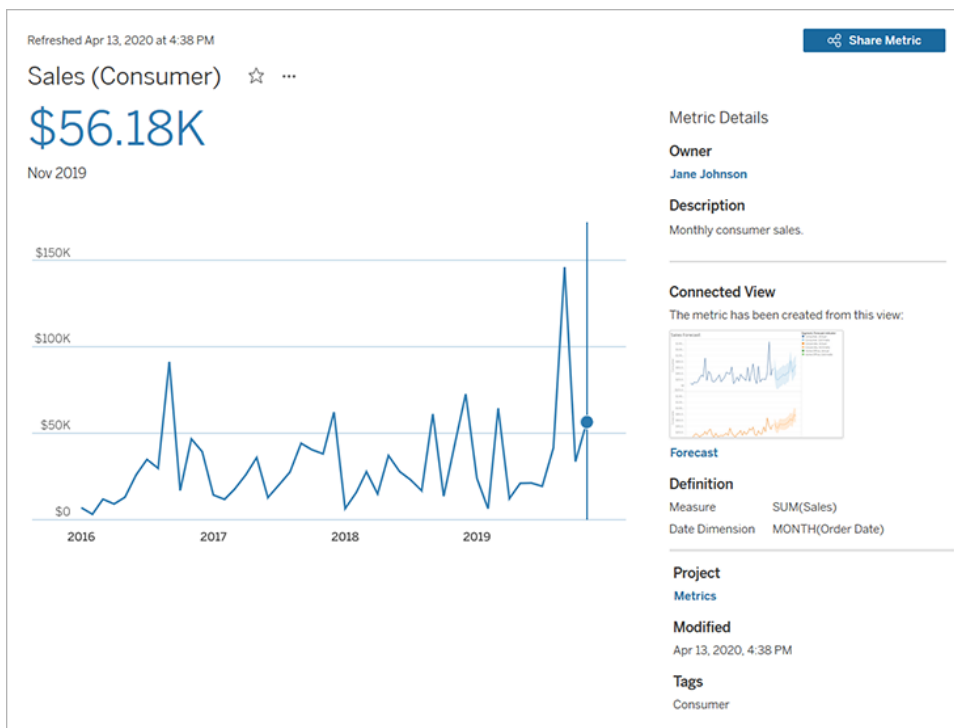 Refreshed Apr 13, 2020 at 4:38 PM
Share Metric
Sales (Consumer)
$56.18K
Nov 2019
$150K
$100K
$50K
$0
2016 2017 2018 2019
Metric Details
Owner
Jane Johnson
Description
Monthly consumer sales.
Connected View
The metric has been created from this view:
Forecast
Definition
Measure SUM(Sales)
Date Dimension MONTH(Order Date)
Project
Metrics
Modified
Apr 13, 2020, 4:38 PM
Tags
Consumer